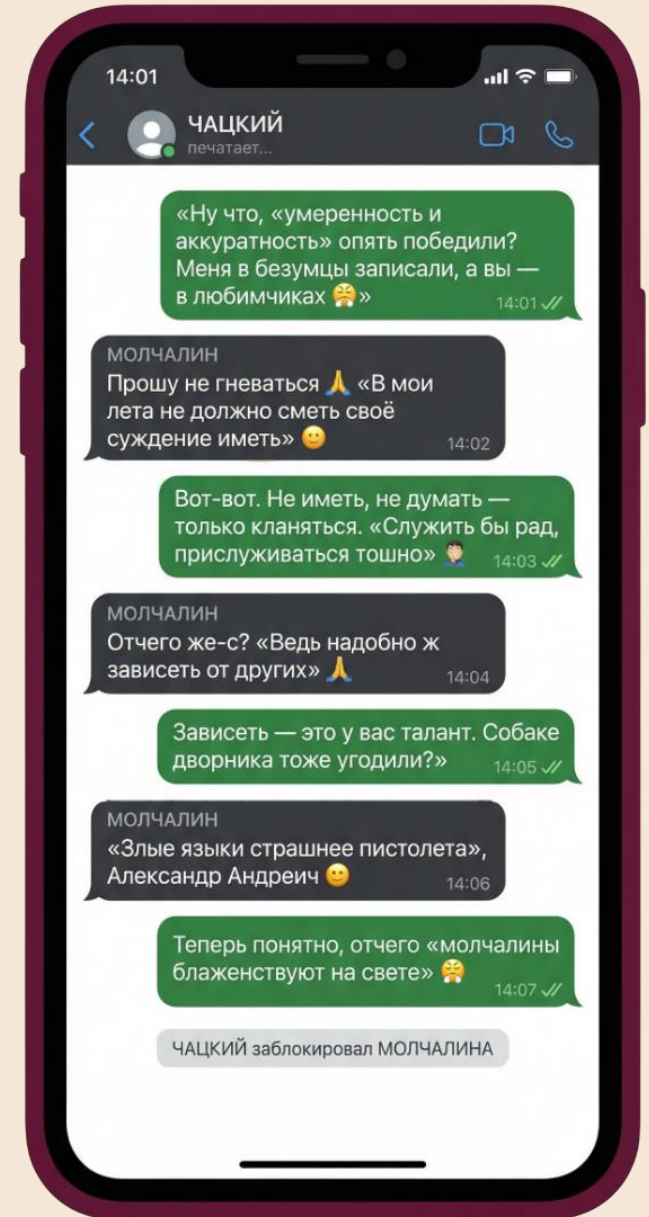 14:01
ЧАЦКИЙ
печатает...
«Ну что, «умеренность и
аккуратность» опять победили?
Меня в безумцы записали, а вы —
в любимчиках 😤»
14:01
МОЛЧАЛИН
Прошу не гневаться 🙏 «В мои
лета не должно сметь своё
суждение иметь» 🙂
14:02
Вот-вот. Не иметь, не думать —
только кланяться. «Служить бы рад,
прислуживаться тошно» 🤦🏻‍♂️
14:03
МОЛЧАЛИН
Отчего же-с? «Ведь надобно ж
зависеть от других» 🙏
14:04
Зависеть — это у вас талант. Собаке
дворника тоже угодили?»
14:05
МОЛЧАЛИН
«Злые языки страшнее пистолета»,
Александр Андреич 🙂
14:06
Теперь понятно, отчего «молчалины
блаженствуют на свете» 😤
14:07
ЧАЦКИЙ заблокировал МОЛЧАЛИНА